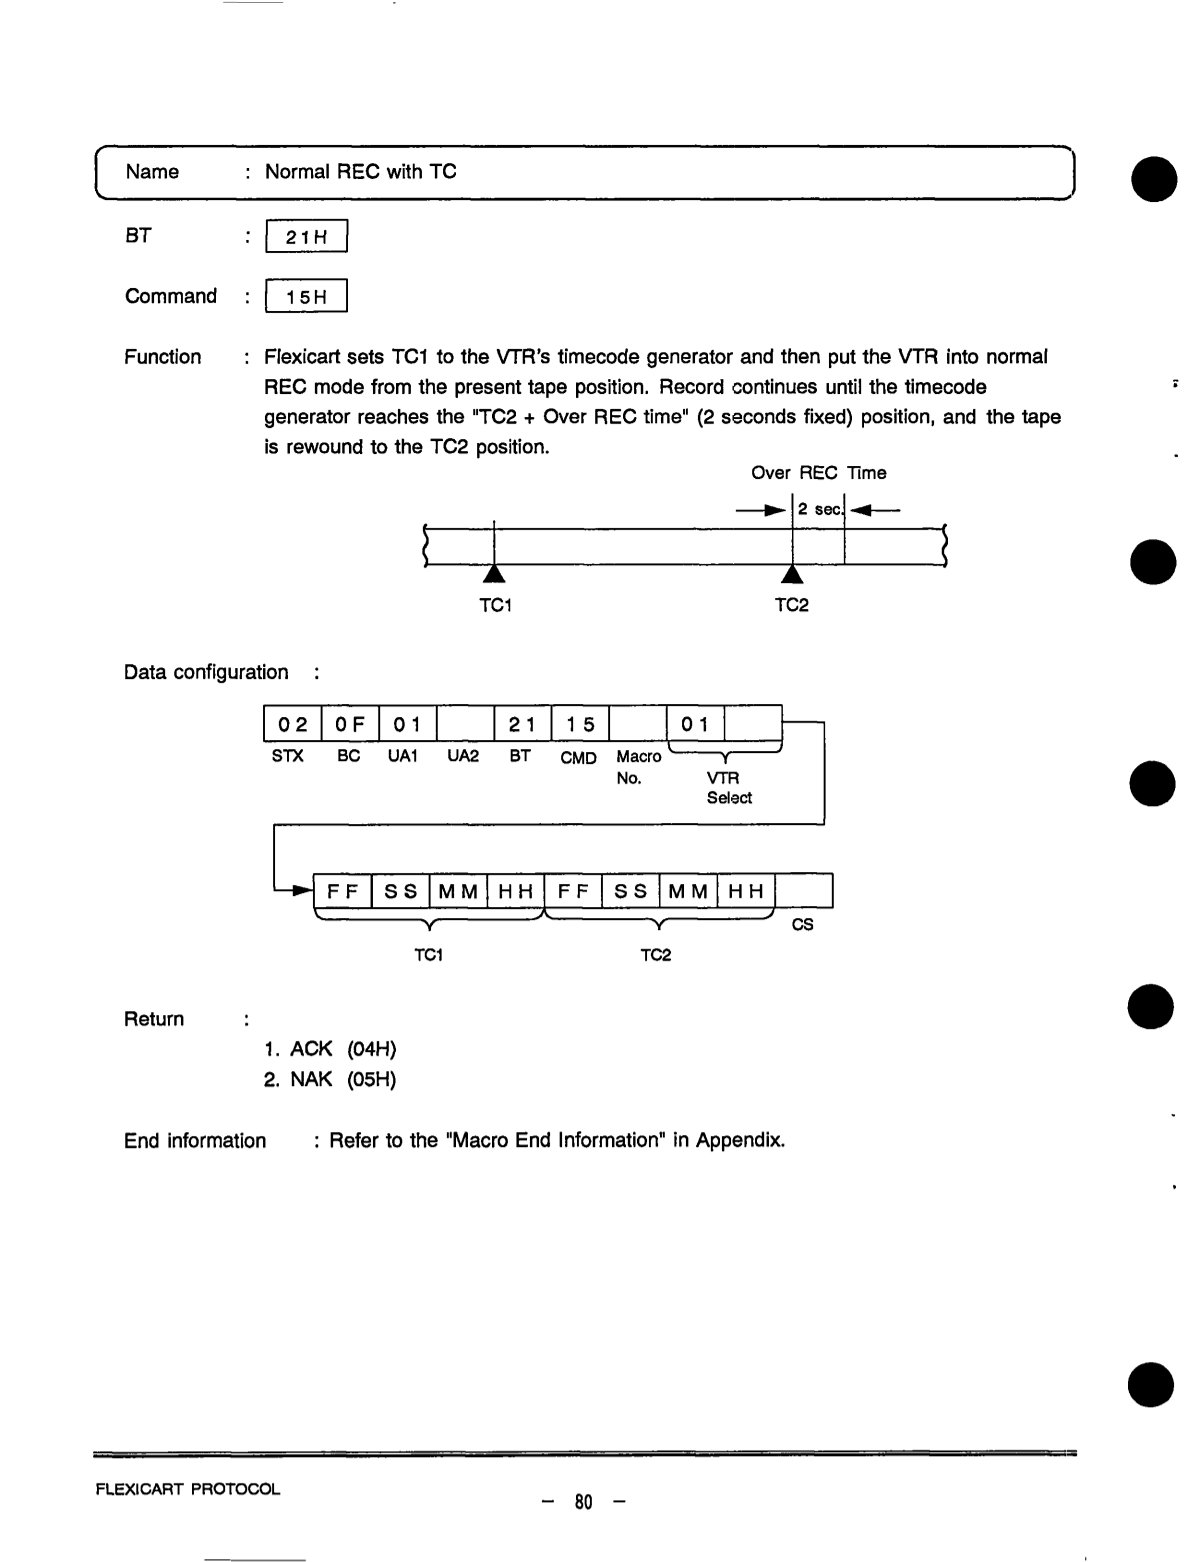 Name : Normal REC with TC
BT : 21H
Command : 15H
Function : Flexicart sets TC1 to the VTR's timecode generator and then put the VTR into normal
REC mode from the present tape position. Record continues until the timecode
generator reaches the "TC2 + Over REC time" (2 seconds fixed) position, and the tape
is rewound to the TC2 position.
Over REC Time
2 sec.
TC1 TC2
Data configuration :
02 0F 01 21 15 01
STX BC UA1 UA2 BT CMD Macro
No. VTR
Select
FF SS MM HH FF SS MM HH
CS
TC1 TC2
Return :
1. ACK (04H)
2. NAK (05H)
End information : Refer to the "Macro End Information" in Appendix.
FLEXICART PROTOCOL
- 80 -